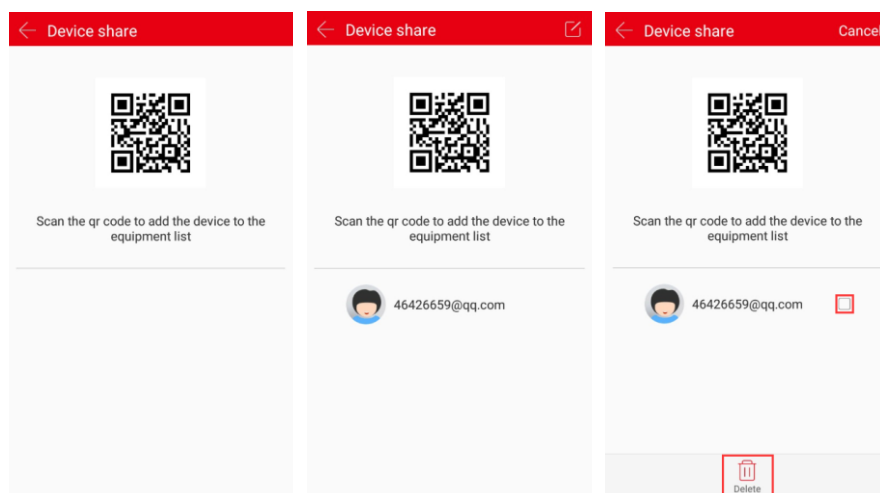 Device share
Scan the qr code to add the device to the
equipment list
Device share
Scan the qr code to add the device to the
equipment list
46426659@qq.com
Device share
Cancel
Scan the qr code to add the device to the
equipment list
46426659@qq.com
Delete